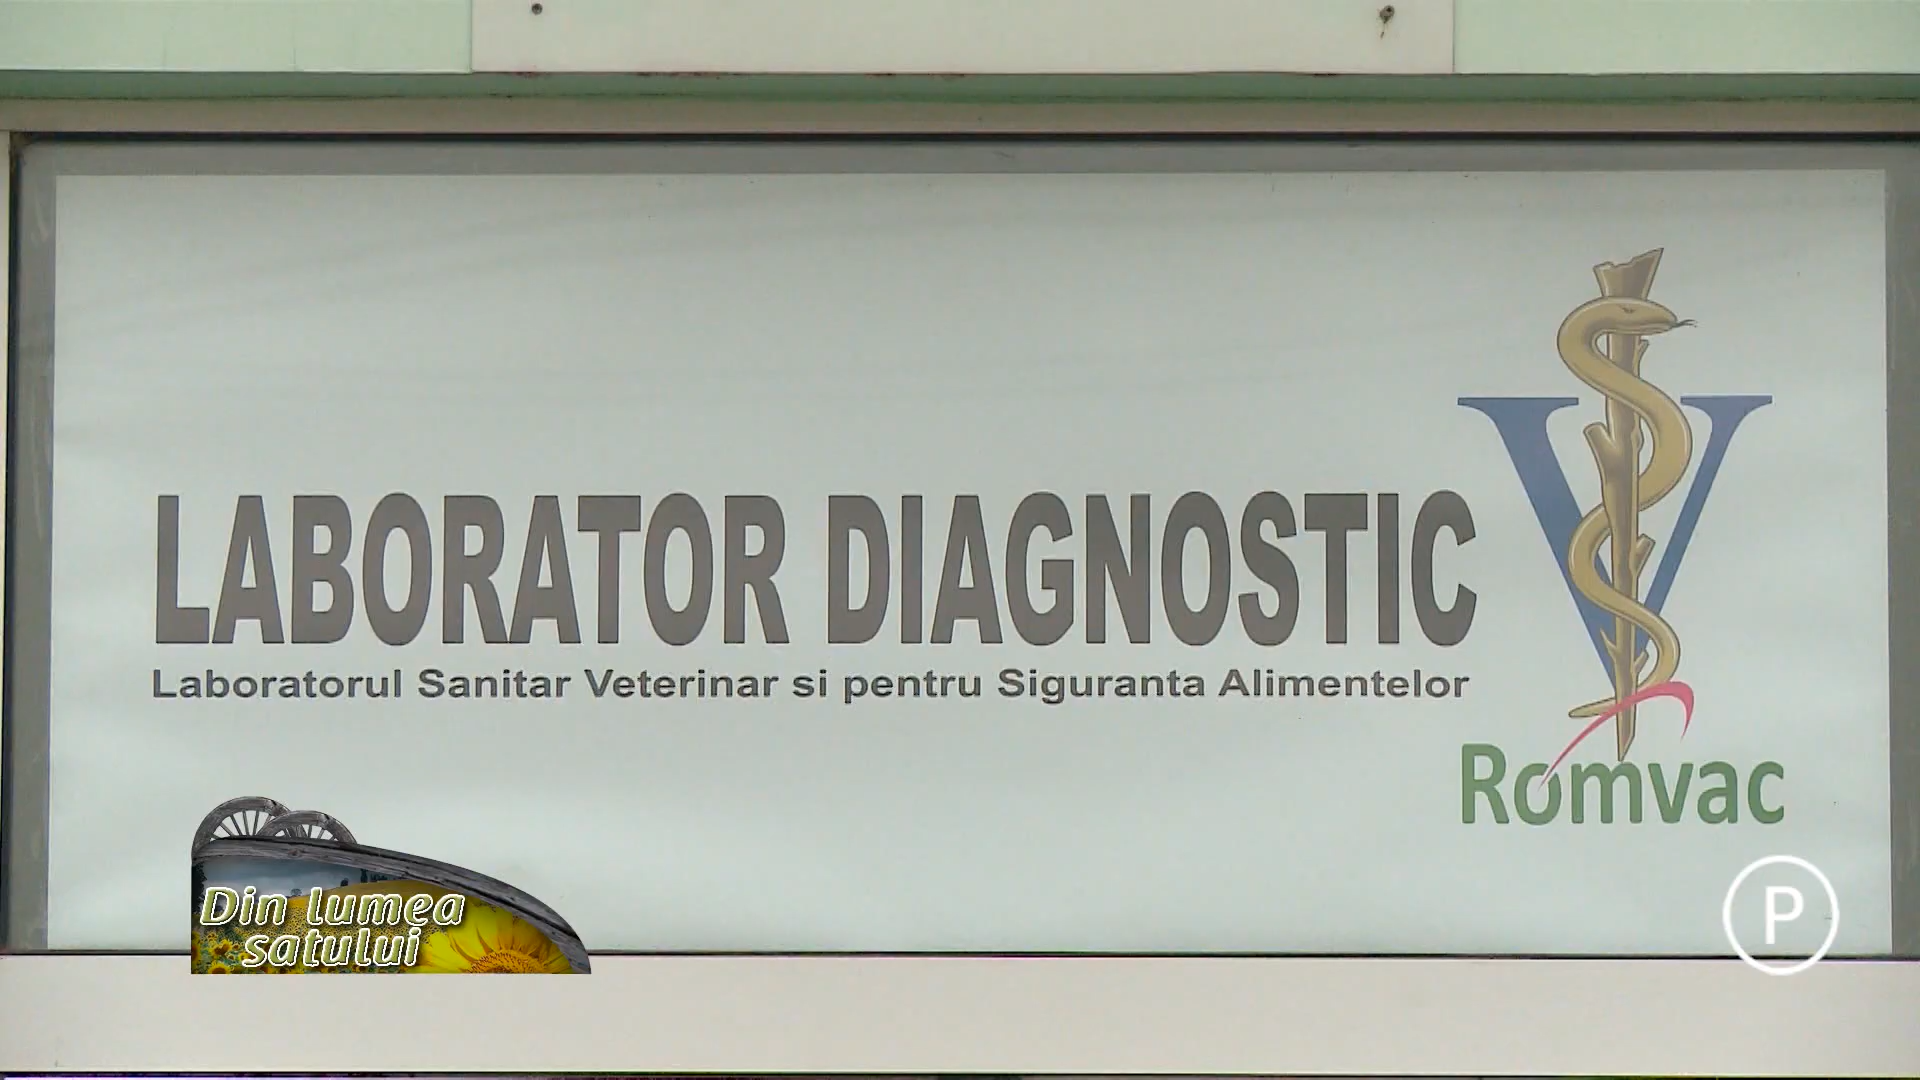 LABORATOR DIAGNOSTIC
Laboratorul Sanitar Veterinar si pentru Siguranta Alimentelor
V
Romvac
Din lumea
satului
P